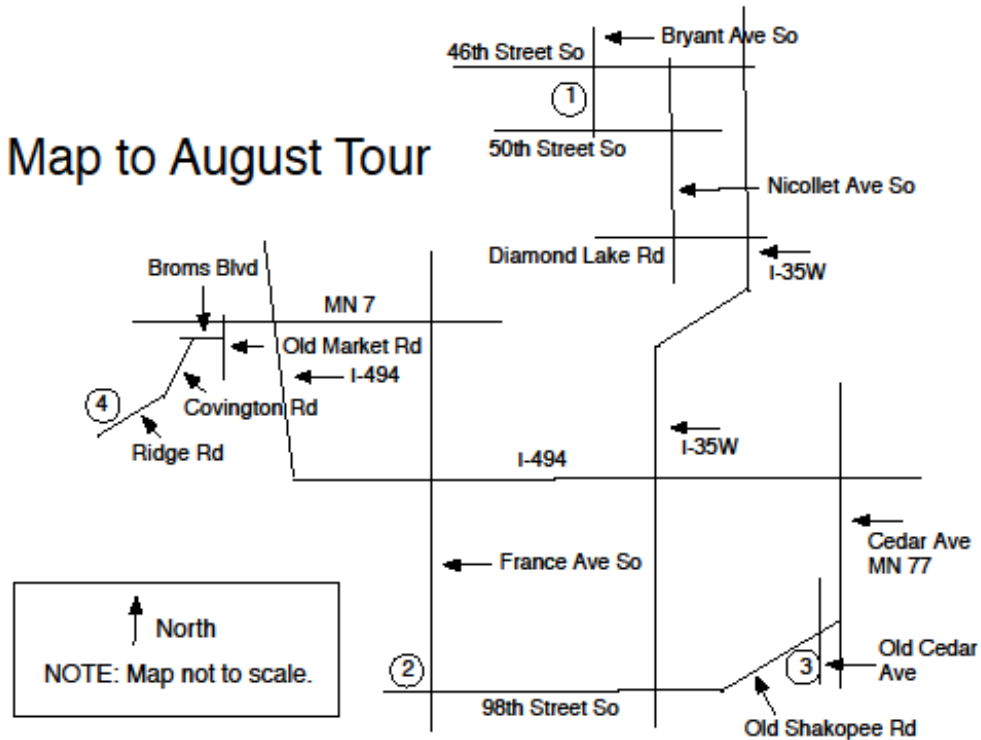 Bryant Ave So
46th Street So
1
Map to August Tour
50th Street So
Nicollet Ave So
Diamond Lake Rd
I-35W
Broms Blvd
MN 7
Old Market Rd
I-494
4
Covington Rd
Ridge Rd
I-35W
I-494
Cedar Ave
MN 77
France Ave So
North
NOTE: Map not to scale.
2
3
Old Cedar
Ave
98th Street So
Old Shakopee Rd